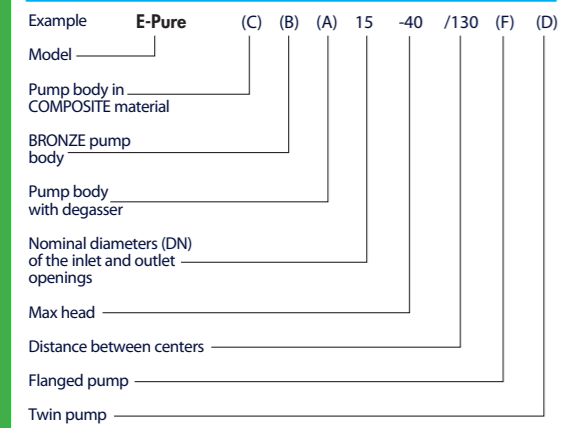 Example E-Pure (C) (B) (A) 15 -40 /130 (F) (D)
Model
Pump body in
COMPOSITE material
BRONZE pump
body
Pump body
with degasser
Nominal diameters (DN)
of the inlet and outlet
openings
Max head
Distance between centers
Flanged pump
Twin pump